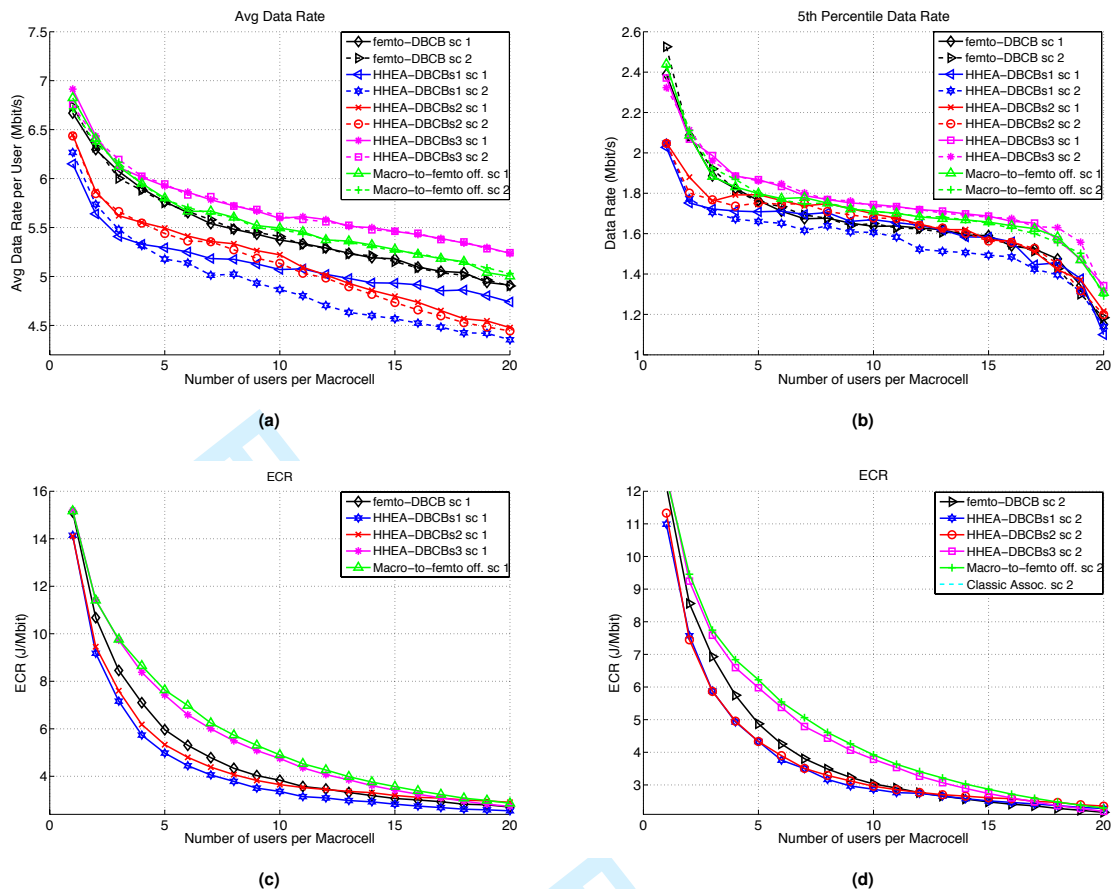 Avg Data Rate
7.5
7
6.5
6
5.5
5
4.5
0
5
10
15
20
Avg Data Rate per User (Mbit/s)
Number of users per Macrocell
femto-DBCB sc 1
femto-DBCB sc 2
HHEA-DBCBs1 sc 1
HHEA-DBCBs1 sc 2
HHEA-DBCBs2 sc 1
HHEA-DBCBs2 sc 2
HHEA-DBCBs3 sc 1
HHEA-DBCBs3 sc 2
Macro-to-femto off. sc 1
Macro-to-femto off. sc 2
(a)
5th Percentile Data Rate
2.6
2.4
2.2
2
1.8
1.6
1.4
1.2
1
0
5
10
15
20
Data Rate (Mbit/s)
Number of users per Macrocell
femto-DBCB sc 1
femto-DBCB sc 2
HHEA-DBCBs1 sc 1
HHEA-DBCBs1 sc 2
HHEA-DBCBs2 sc 1
HHEA-DBCBs2 sc 2
HHEA-DBCBs3 sc 1
HHEA-DBCBs3 sc 2
Macro-to-femto off. sc 1
Macro-to-femto off. sc 2
(b)
ECR
16
14
12
10
8
6
4
0
5
10
15
20
ECR (J/Mbit)
Number of users per Macrocell
femto-DBCB sc 1
HHEA-DBCBs1 sc 1
HHEA-DBCBs2 sc 1
HHEA-DBCBs3 sc 1
Macro-to-femto off. sc 1
(c)
ECR
12
11
10
9
8
7
6
5
4
3
0
5
10
15
20
ECR (J/Mbit)
Number of users per Macrocell
femto-DBCB sc 2
HHEA-DBCBs1 sc 2
HHEA-DBCBs2 sc 2
HHEA-DBCBs3 sc 2
Macro-to-femto off. sc 2
Classic Assoc. sc 2
(d)